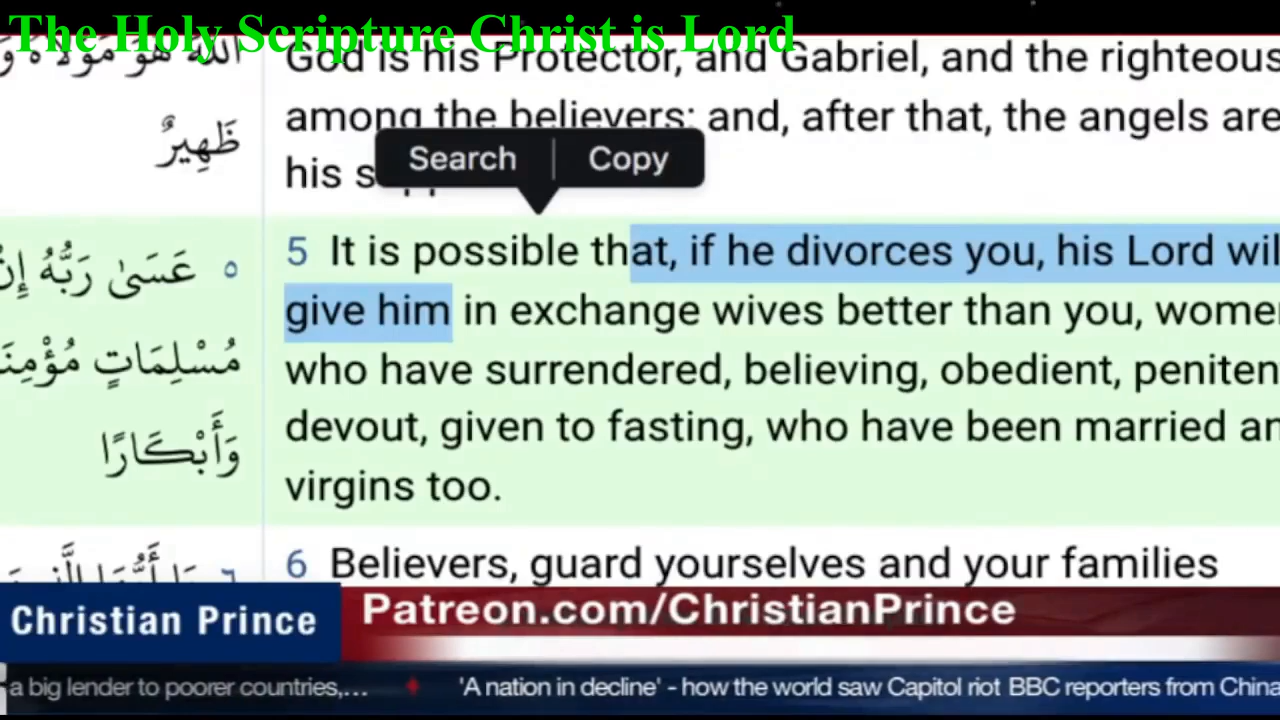 The Holy Scripture Christ is Lord
God is his Protector, and Gabriel, and the righteous
among the believers; and, after that, the angels are
his
Search
Copy
ظَهِيرٌ
5 It is possible that, if he divorces you, his Lord wil
give him in exchange wives better than you, wome
who have surrendered, believing, obedient, peniten
devout, given to fasting, who have been married an
virgins too.
٥ عَسَىٰ رَبُّهُ إِن
مُسْلِمَاتٍ مُؤْمِنَا
وَأَبْكَارًا
6 Believers, guard yourselves and your families
Christian Prince
Patreon.com/ChristianPrince
a big lender to poorer countries,... 'A nation in decline' - how the world saw Capitol riot BBC reporters from China